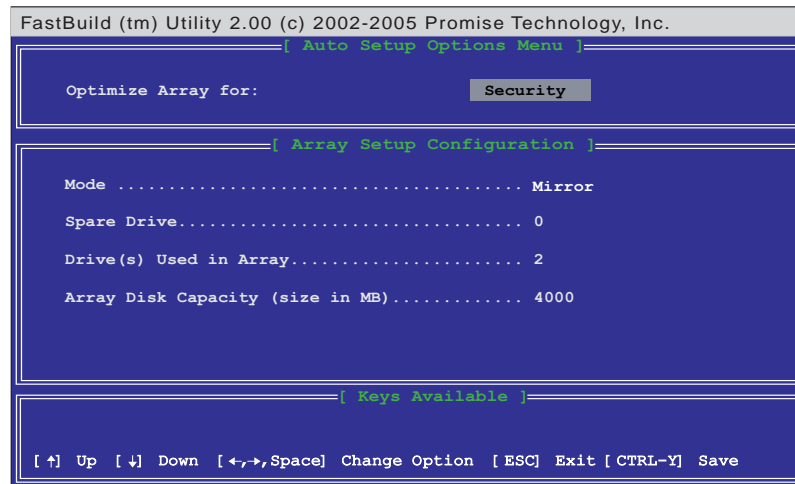 FastBuild (tm) Utility 2.00 (c) 2002-2005 Promise Technology, Inc.
[ Auto Setup Options Menu ]
Optimize Array for: Security
[ Array Setup Configuration ]
Mode ........................................ Mirror
Spare Drive.................................. 0
Drive(s) Used in Array....................... 2
Array Disk Capacity (size in MB)............. 4000
[ Keys Available ]
[↑] Up [↓] Down [←,→,Space] Change Option [ESC] Exit [CTRL-Y] Save